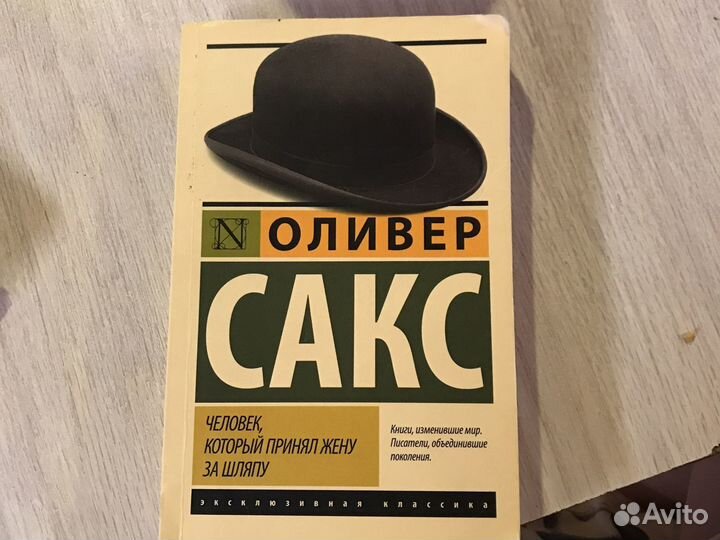 N ОЛИВЕР
САКС
ЧЕЛОВЕК,
КОТОРЫЙ ПРИНЯЛ ЖЕНУ
ЗА ШЛЯПУ
Книги, изменившие мир.
Писатели, объединившие
поколения.
эксклюзивная классика
Avito